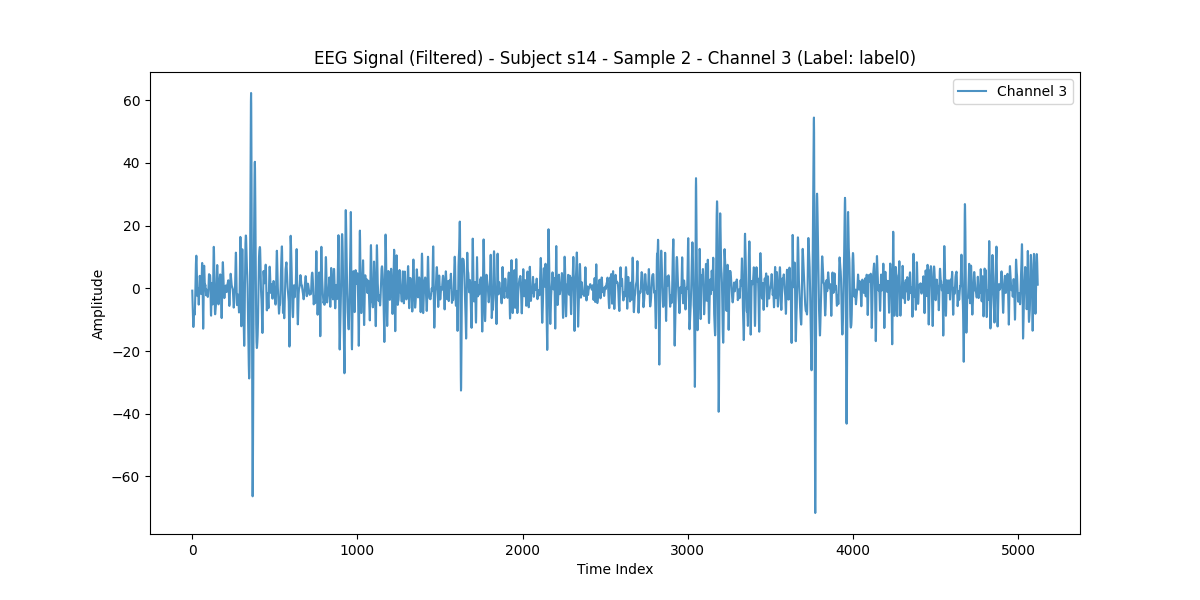 EEG Signal (Filtered) - Subject s14 - Sample 2 - Channel 3 (Label: label0)
Channel 3
60
40
20
0
−20
−40
−60
Amplitude
0 1000 2000 3000 4000 5000
Time Index